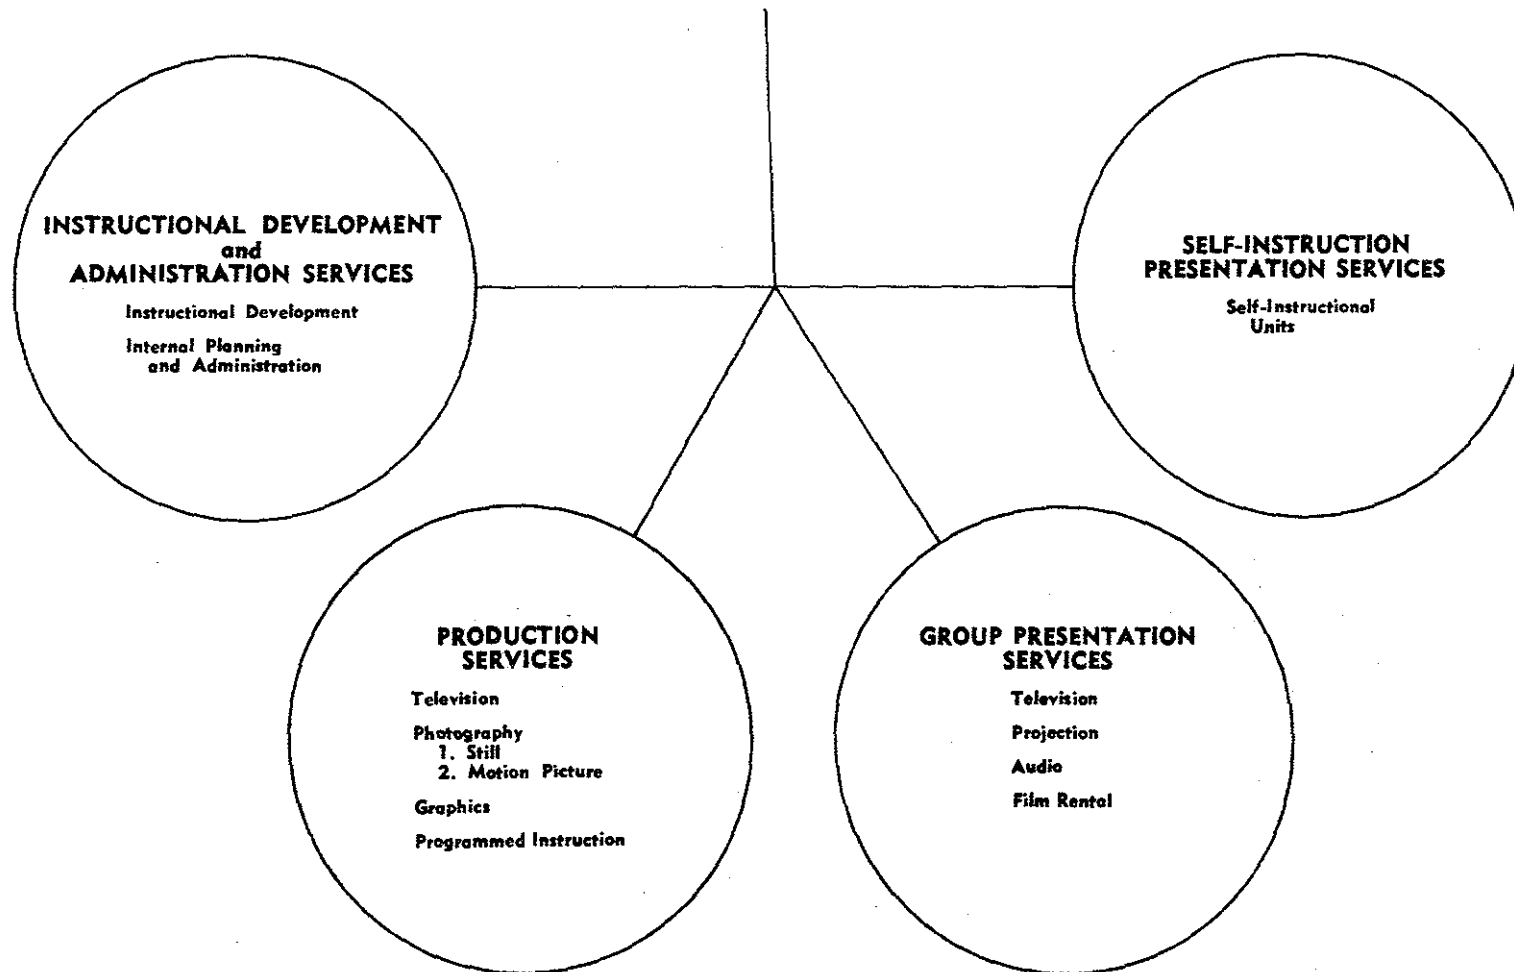 INSTRUCTIONAL DEVELOPMENT
and
ADMINISTRATION SERVICES
Instructional Development
Internal Planning
and Administration
SELF-INSTRUCTION
PRESENTATION SERVICES
Self-Instructional
Units
PRODUCTION
SERVICES
Television
Photography
1. Still
2. Motion Picture
Graphics
Programmed Instruction
GROUP PRESENTATION
SERVICES
Television
Projection
Audio
Film Rental